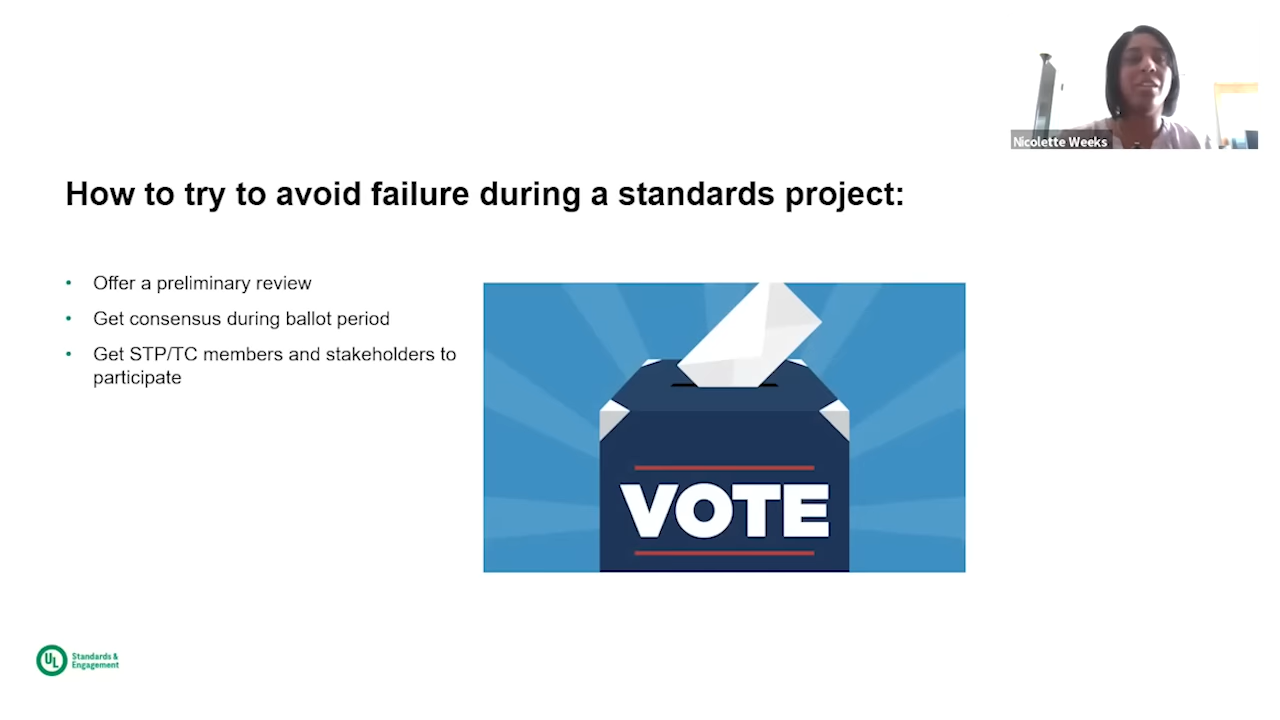 Nicolette Weeks
How to try to avoid failure during a standards project:
• Offer a preliminary review
• Get consensus during ballot period
• Get STP/TC members and stakeholders to
participate
VOTE
UL
Standards &
Engagement